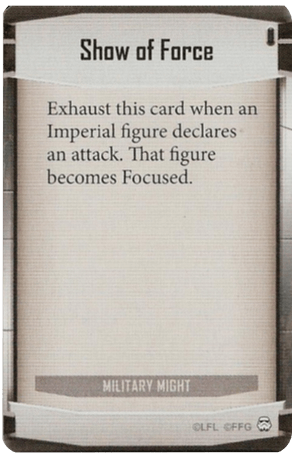 Show of Force
Exhaust this card when an
Imperial figure declares
an attack. That figure
becomes Focused.
MILITARY MIGHT
©LFL ©FFG